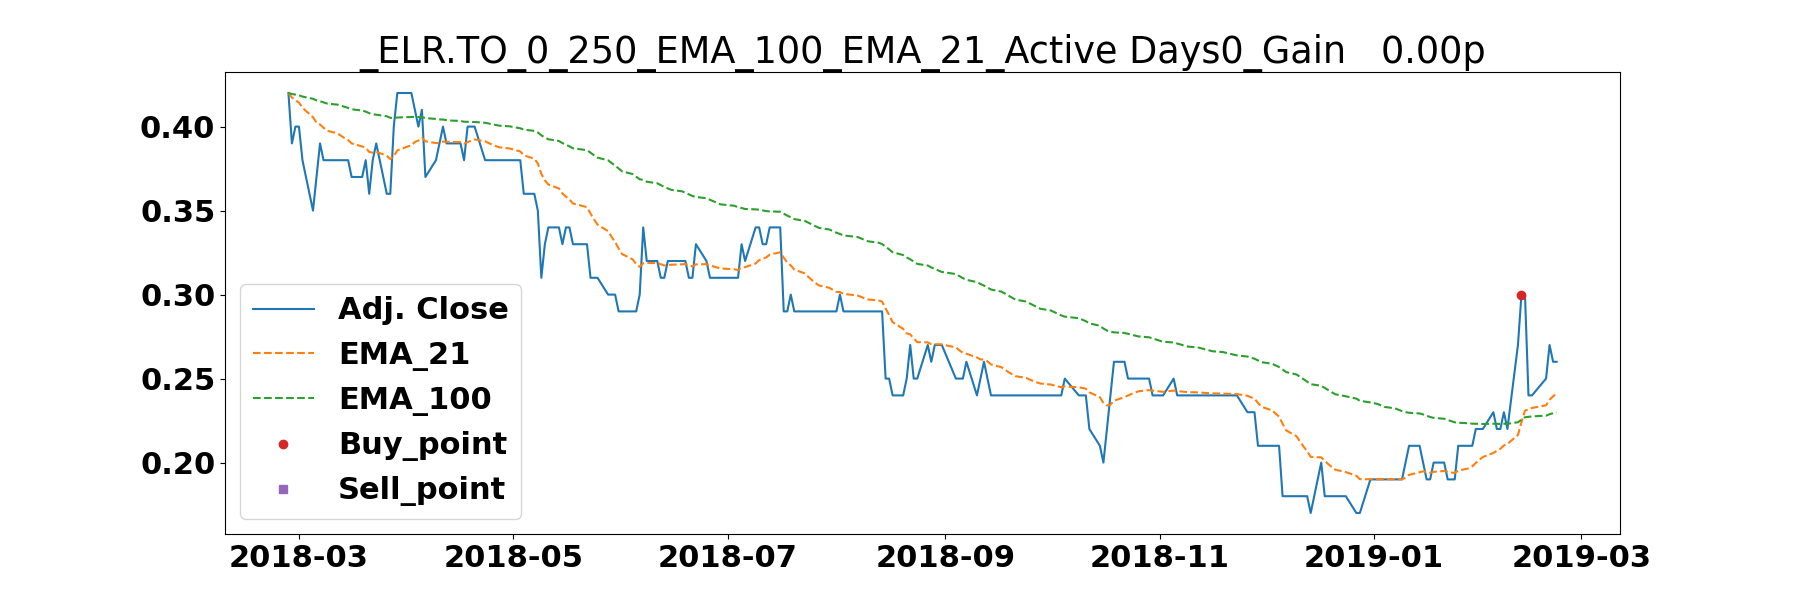 _ELR.TO_0_250_EMA_100_EMA_21_Active Days0_Gain   0.00p
0.40
0.35
0.30
0.25
0.20
Adj. Close
EMA_21
EMA_100
Buy_point
Sell_point
2018-03 2018-05 2018-07 2018-09 2018-11 2019-01 2019-03